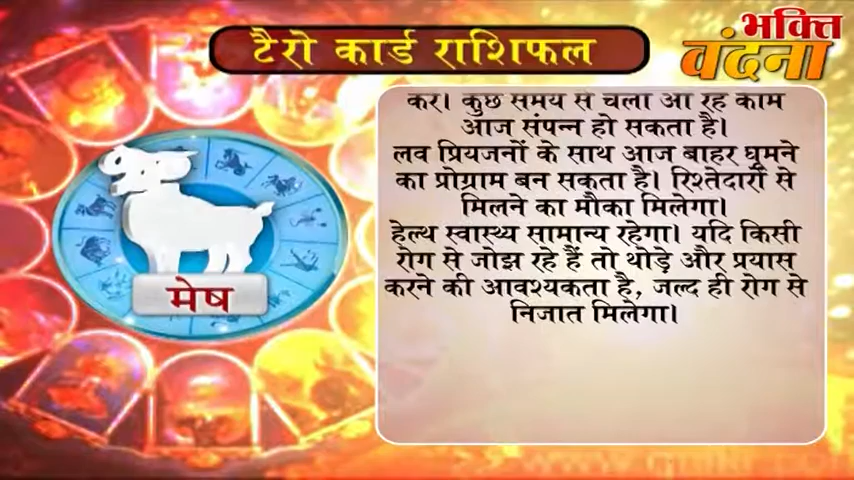 टैरो कार्ड राशिफल
भक्ति
वंदना
करें। कुछ समय से चला आ रहे काम
आज संपन्न हो सकता है।
लव प्रियजनों के साथ आज बाहर घूमने
का प्रोग्राम बन सकता है। रिश्तेदारों से
मिलने का मौका मिलेगा।
हेल्थ स्वास्थ्य सामान्य रहेगा। यदि किसी
रोग से जोझ रहे हैं तो थोड़े और प्रयास
करने की आवश्यकता है, जल्द ही रोग से
निजात मिलेगा।
मेष